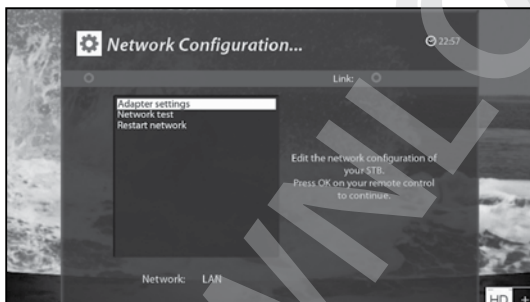 Network Configuration...
22:57
Link:
Adapter settings
Network test
Restart network
Edit the network configuration of
your STB.
Press OK on your remote control
to continue.
Network: LAN
HD